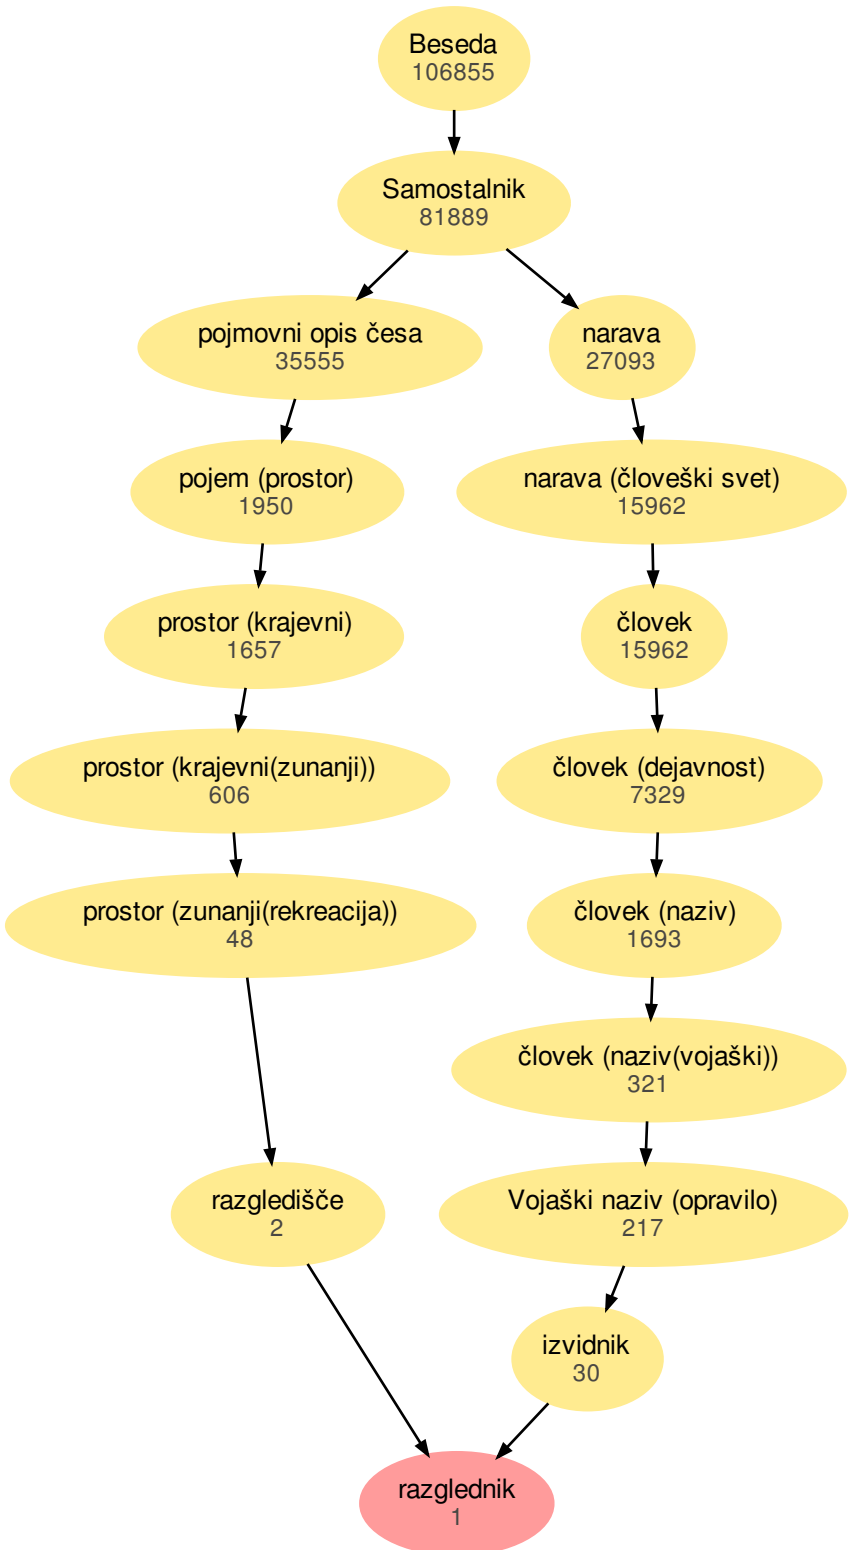 Beseda
106855
Samostalnik
81889
pojmovni opis česa
35555
narava
27093
pojem (prostor)
1950
narava (človeški svet)
15962
prostor (krajevni)
1657
človek
15962
prostor (krajevni(zunanji))
606
človek (dejavnost)
7329
prostor (zunanji(rekreacija))
48
človek (naziv)
1693
človek (naziv(vojaški))
321
razgledišče
2
Vojaški naziv (opravilo)
217
izvidnik
30
razglednik
1